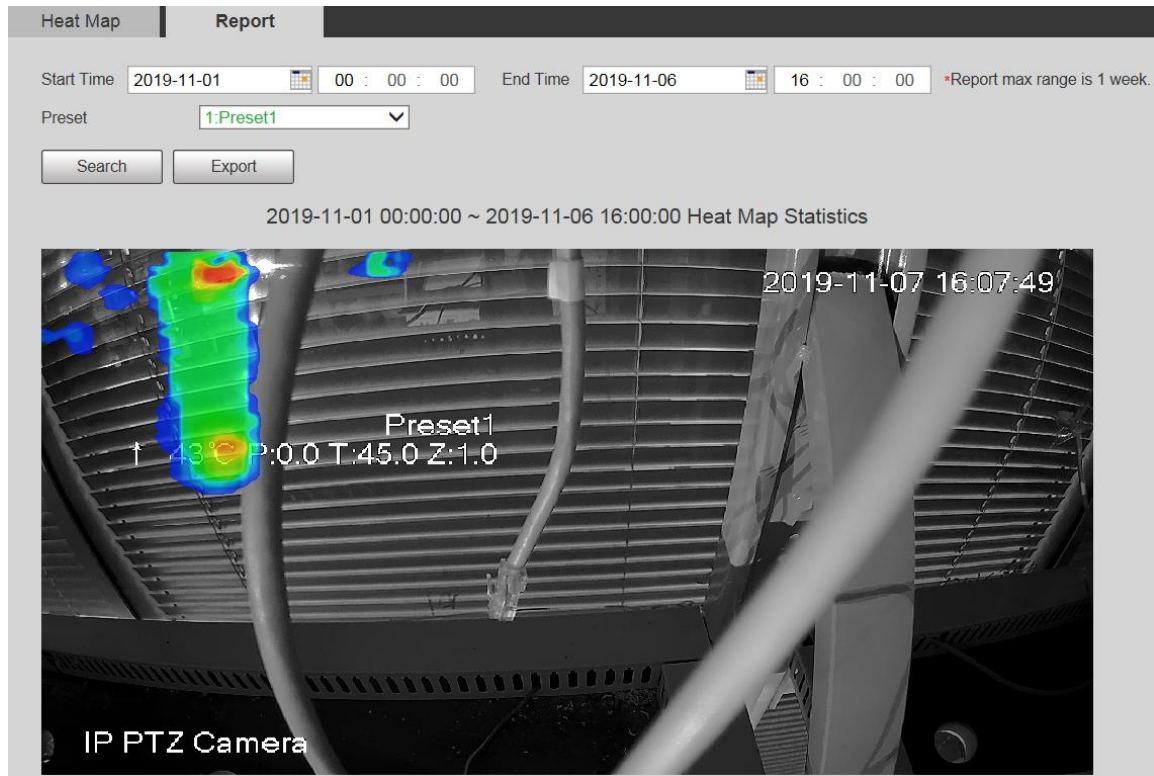 Heat Map Report
Start Time 2019-11-01 00 : 00 : 00 End Time 2019-11-06 16 : 00 : 00 *Report max range is 1 week.
Preset 1:Preset1
Search Export
2019-11-01 00:00:00 ~ 2019-11-06 16:00:00 Heat Map Statistics
2019-11-07 16:07:49
Preset1
↑ 43°C P:0.0 T:45.0 Z:1.0
IP PTZ Camera